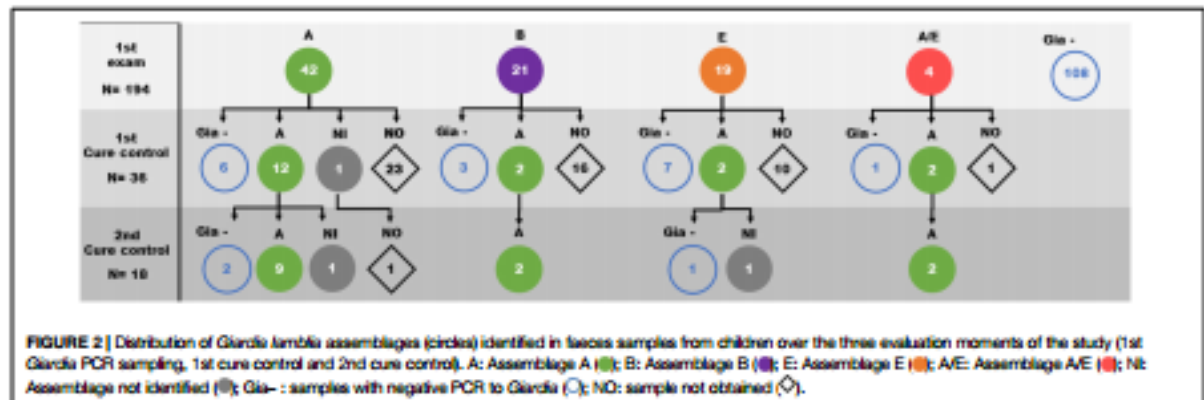 A B E A/E Gia -
1st
exam
N= 194
42 21 19 4 108
Gia - A NI NO Gia - A NO Gia - A NO Gia - A NO
1st
Cure control
N= 36
6 12 1 23 3 2 16 7 2 10 1 2 1
Gia - A NI NO A Gia - NI A
2nd
Cure control
N= 18
2 9 1 1 2 1 1 2
FIGURE 2 | Distribution of Giardia lamblia assemblages (circles) identified in faeces samples from children over the three evaluation moments of the study (1st
Giardia PCR sampling, 1st cure control and 2nd cure control). A: Assemblage A (); B: Assemblage B (); E: Assemblage E (); A/E: Assemblage A/E (); NI:
Assemblage not identified (); Gia– : samples with negative PCR to Giardia (); NO: sample not obtained ().